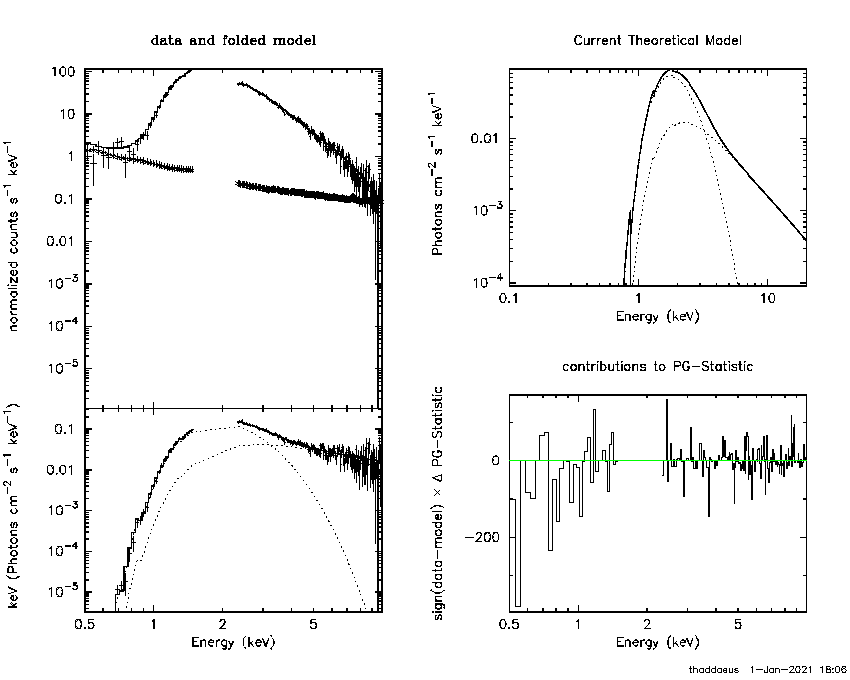 data and folded model
normalized counts s⁻¹ keV⁻¹
100
10
1
0.1
0.01
10⁻³
10⁻⁴
10⁻⁵
keV (Photons cm⁻² s⁻¹ keV⁻¹)
0.1
0.01
10⁻³
10⁻⁴
10⁻⁵
0.5 1 2 5
Energy (keV)
Current Theoretical Model
Photons cm⁻² s⁻¹ keV⁻¹
0.01
10⁻³
10⁻⁴
0.1 1 10
Energy (keV)
contributions to PG-Statistic
sign(data-model) × Δ PG-Statistic
0
-200
0.5 1 2 5
Energy (keV)
thaddaeus 1-Jan-2021 18:06